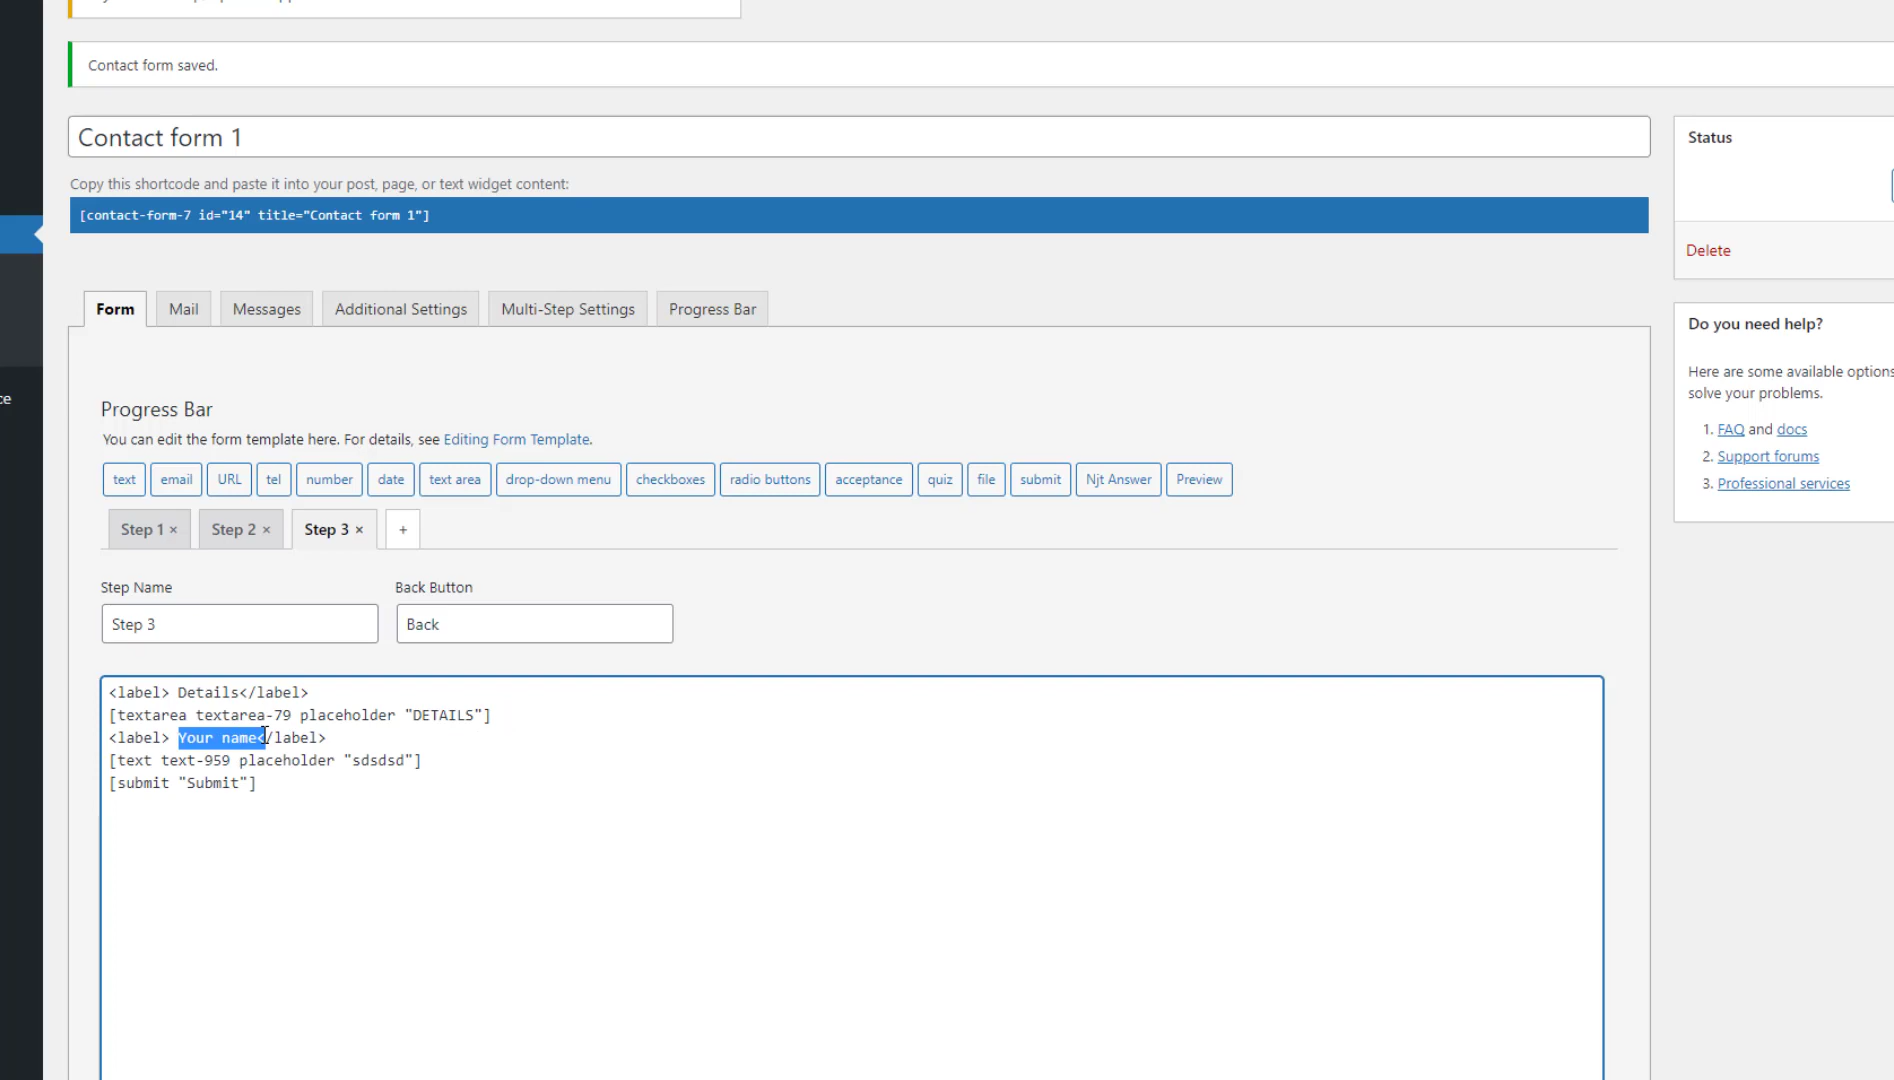 Contact form saved.
Contact form 1
Status
Copy this shortcode and paste it into your post, page, or text widget content:
[contact-form-7 id="14" title="Contact form 1"]
Delete
Form
Mail
Messages
Additional Settings
Multi-Step Settings
Progress Bar
Do you need help?
Here are some available options
solve your problems.
1. FAQ and docs
2. Support forums
3. Professional services
ce
Progress Bar
You can edit the form template here. For details, see Editing Form Template.
text
email
URL
tel
number
date
text area
drop-down menu
checkboxes
radio buttons
acceptance
quiz
file
submit
Njt Answer
Preview
Step 1 ×
Step 2 ×
Step 3 ×
+
Step Name
Back Button
Step 3
Back
<label> Details</label>
[textarea textarea-79 placeholder "DETAILS"]
<label> Your name</label>
[text text-959 placeholder "sdsdsd"]
[submit "Submit"]